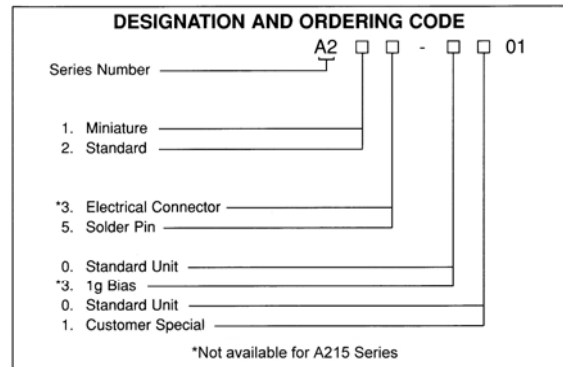 DESIGNATION AND ORDERING CODE
A2 □ □ - □ □ 01
Series Number
1. Miniature
2. Standard
*3. Electrical Connector
5. Solder Pin
0. Standard Unit
*3. 1g Bias
0. Standard Unit
1. Customer Special
*Not available for A215 Series